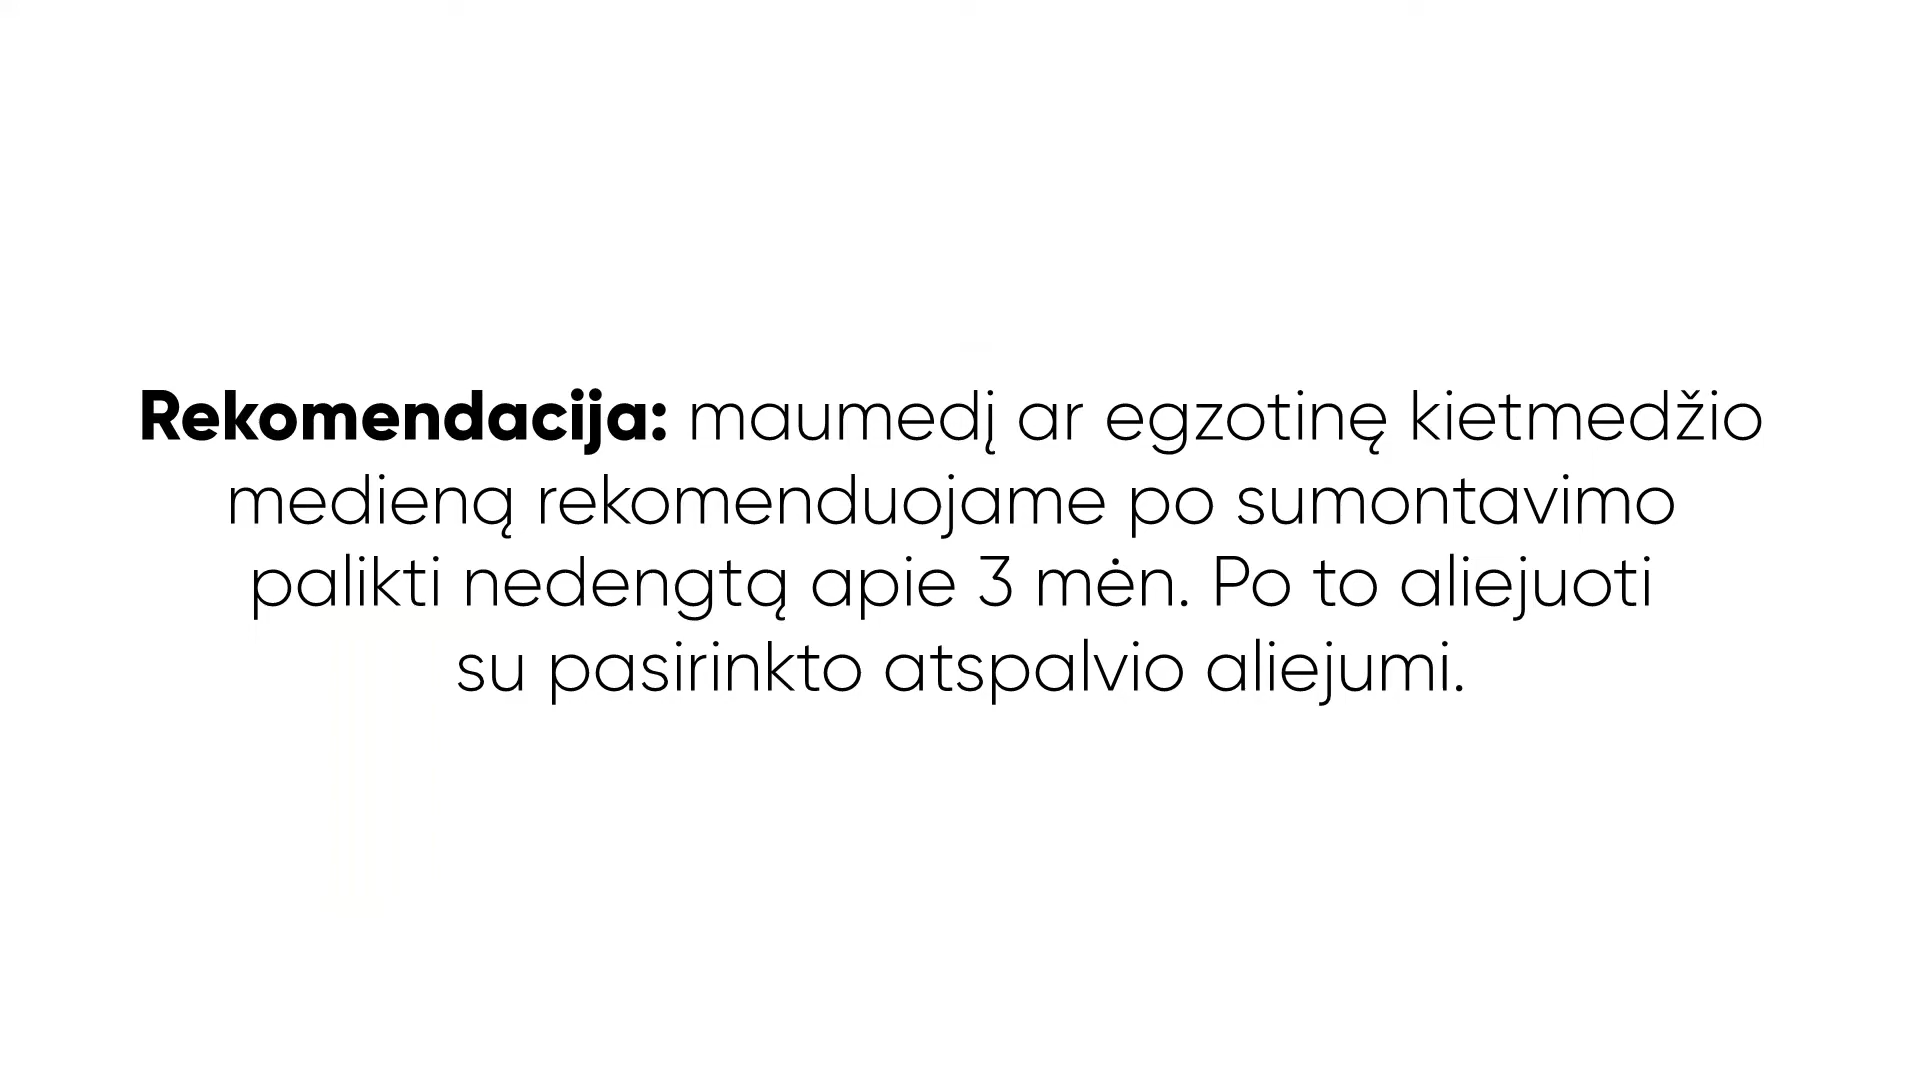 Rekomendacija: maumedį ar egzotinę kietmedžio
medieną rekomenduojame po sumontavimo
palikti nedengtą apie 3 mėn. Po to aliejuoti
su pasirinkto atspalvio aliejumi.